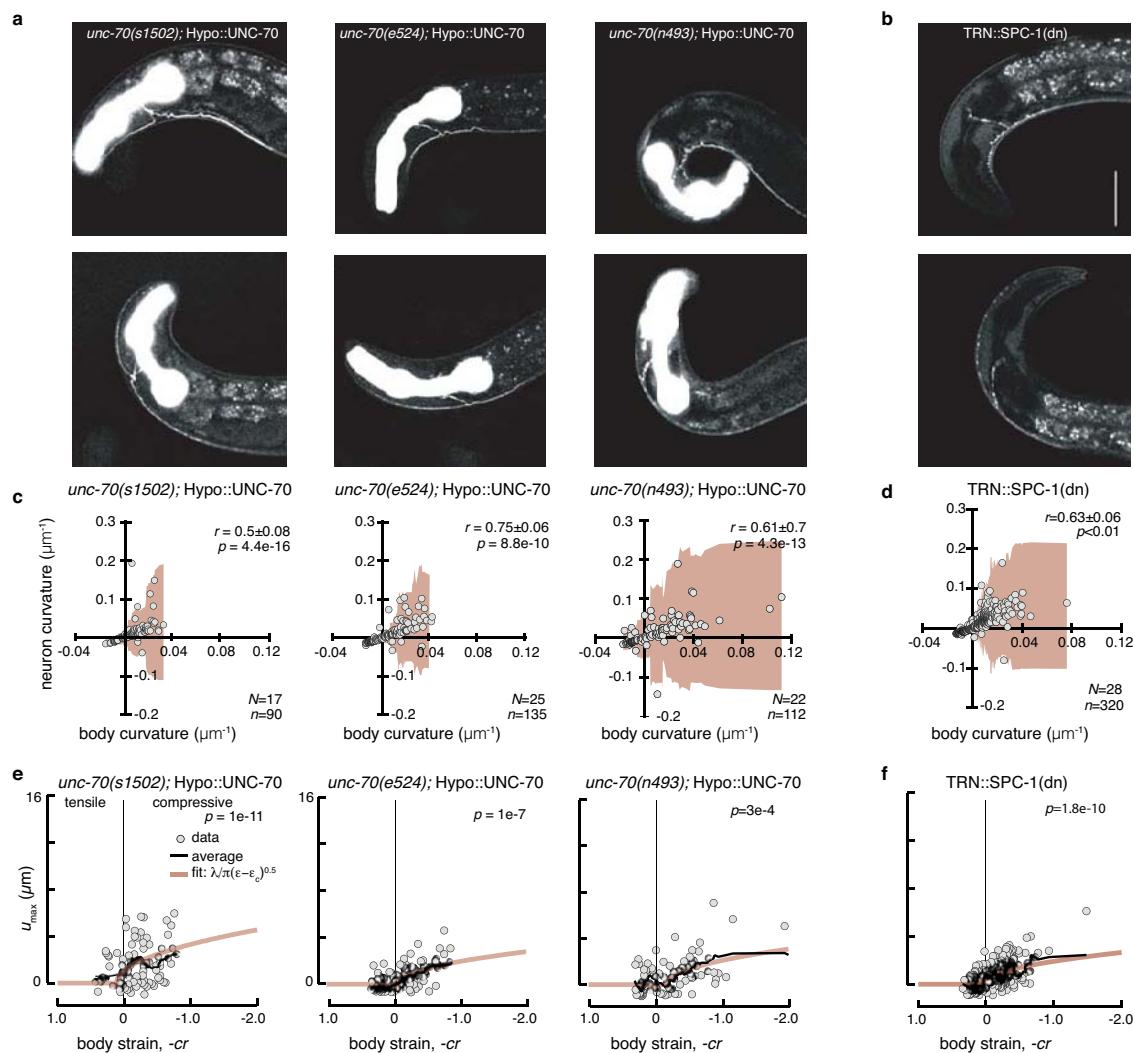 a
unc-70(s1502); Hypo::UNC-70
unc-70(e524); Hypo::UNC-70
unc-70(n493); Hypo::UNC-70
b
TRN::SPC-1(dn)
c
unc-70(s1502); Hypo::UNC-70
unc-70(e524); Hypo::UNC-70
unc-70(n493); Hypo::UNC-70
d
TRN::SPC-1(dn)
neuron curvature (µm⁻¹)
0.3
0.2
0.1
-0.1
-0.2
-0.04
0.04
0.08
0.12
r = 0.5±0.08
p = 4.4e-16
N=17
n=90
body curvature (µm⁻¹)
0.3
0.2
0.1
-0.1
-0.2
-0.04
0.04
0.08
0.12
r = 0.75±0.06
p = 8.8e-10
N=25
n=135
body curvature (µm⁻¹)
0.3
0.2
0.1
-0.1
-0.2
-0.04
0.04
0.08
0.12
r = 0.61±0.7
p = 4.3e-13
N=22
n=112
body curvature (µm⁻¹)
0.3
0.2
0.1
-0.1
-0.2
-0.04
0.04
0.08
0.12
r=0.63±0.06
p<0.01
N=28
n=320
body curvature (µm⁻¹)
e
unc-70(s1502); Hypo::UNC-70
unc-70(e524); Hypo::UNC-70
unc-70(n493); Hypo::UNC-70
f
TRN::SPC-1(dn)
u_max (µm)
16
8
0
tensile
compressive
p = 1e-11
data
average
fit: λ/π(ε−ε_c)^0.5
1.0
0
-1.0
-2.0
body strain, -cr
16
8
0
p = 1e-7
1.0
0
-1.0
-2.0
body strain, -cr
p=3e-4
1.0
0
-1.0
-2.0
body strain, -cr
p=1.8e-10
1.0
0
-1.0
-2.0
body strain, -cr